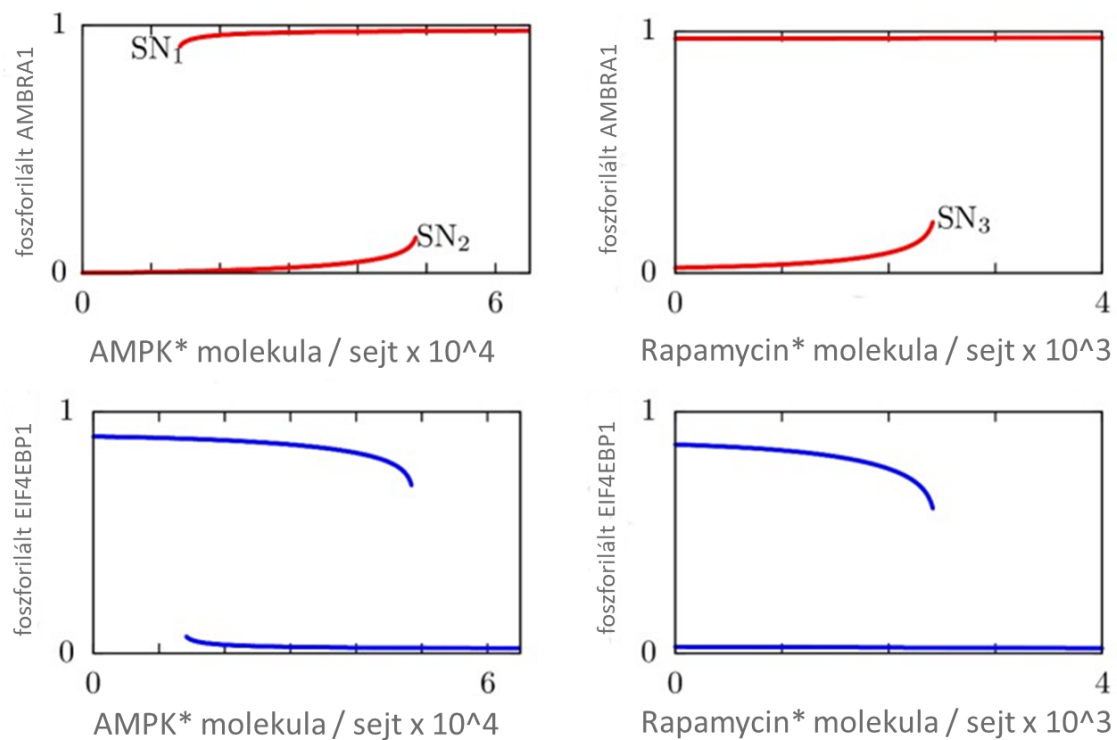 foszforilált AMBRA1
1
SN1
SN2
0
0 6
AMPK* molekula / sejt x 10^4
foszforilált AMBRA1
1
SN3
0
0 4
Rapamycin* molekula / sejt x 10^3
foszforilált EIF4EBP1
1
0
0 6
AMPK* molekula / sejt x 10^4
foszforilált EIF4EBP1
1
0
0 4
Rapamycin* molekula / sejt x 10^3